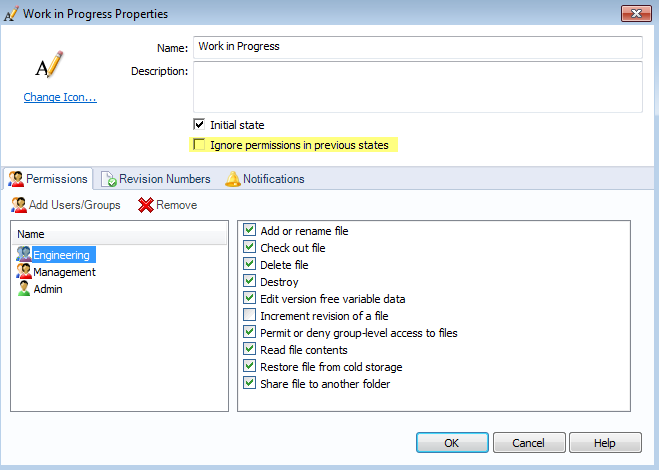 Work in Progress Properties
Name: Work in Progress
Description:
Change Icon...
Initial state
Ignore permissions in previous states
Permissions Revision Numbers Notifications
Add Users/Groups Remove
Name
Engineering
Management
Admin
Add or rename file
Check out file
Delete file
Destroy
Edit version free variable data
Increment revision of a file
Permit or deny group-level access to files
Read file contents
Restore file from cold storage
Share file to another folder
OK Cancel Help